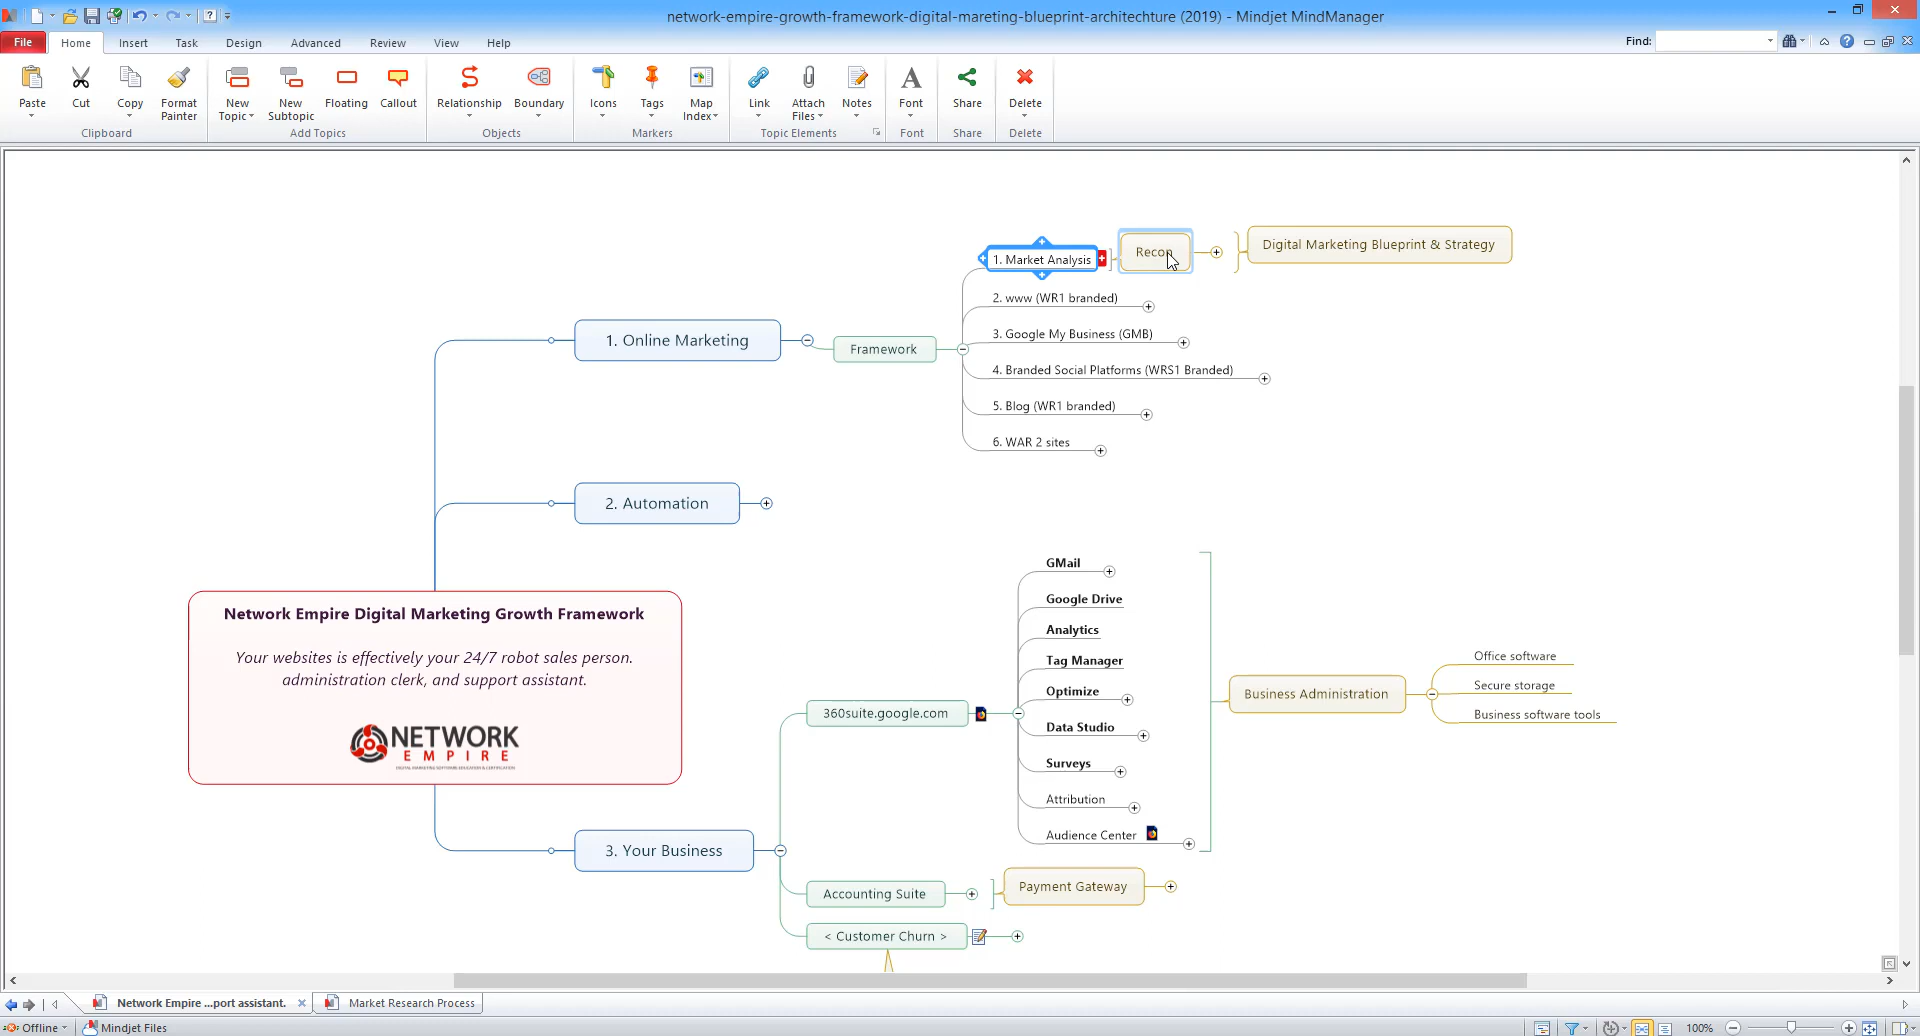 network-empire-growth-framework-digital-mareting-blueprint-architechture (2019) - Mindjet MindManager
File Home Insert Task Design Advanced Review View Help
Find:
Paste Cut Copy Format Painter
New Topic New Subtopic Floating Callout
Relationship Boundary
Icons Tags Map Index
Link Attach Files Notes
Font Share Delete
Clipboard Add Topics Objects Markers Topic Elements Font Share Delete
1. Market Analysis
Recon
Digital Marketing Blueprint & Strategy
2. www (WR1 branded)
3. Google My Business (GMB)
1. Online Marketing
Framework
4. Branded Social Platforms (WRS1 Branded)
5. Blog (WR1 branded)
6. WAR 2 sites
2. Automation
GMail
Google Drive
Analytics
Tag Manager
Optimize
Data Studio
Surveys
Attribution
Audience Center
Network Empire Digital Marketing Growth Framework
Your websites is effectively your 24/7 robot sales person.
administration clerk, and support assistant.
NETWORK
EMPIRE
360suite.google.com
Business Administration
Office software
Secure storage
Business software tools
3. Your Business
Accounting Suite
Payment Gateway
< Customer Churn >
Network Empire ...port assistant.
Market Research Process
Offline
Mindjet Files
100%